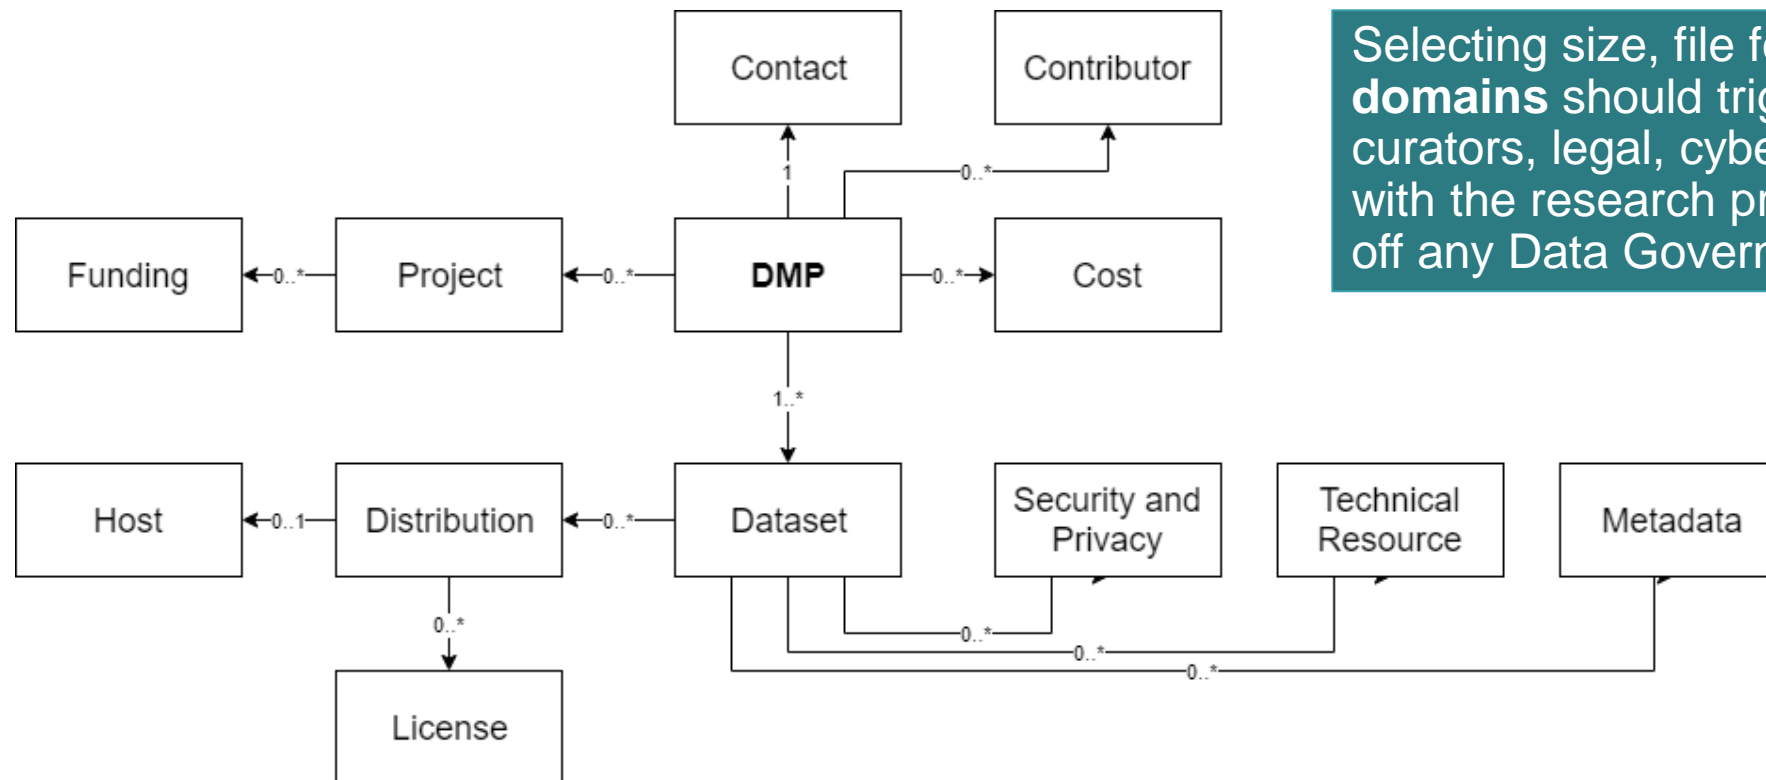 Contact
Contributor
Selecting size, file f
domains should trig
curators, legal, cybe
with the research pr
off any Data Govern
1
0..*
Funding
0..*
Project
0..*
DMP
0..*
Cost
1..*
Host
0..1
Distribution
0..*
Dataset
Security and
Privacy
Technical
Resource
Metadata
0..*
0..*
0..*
0..*
License